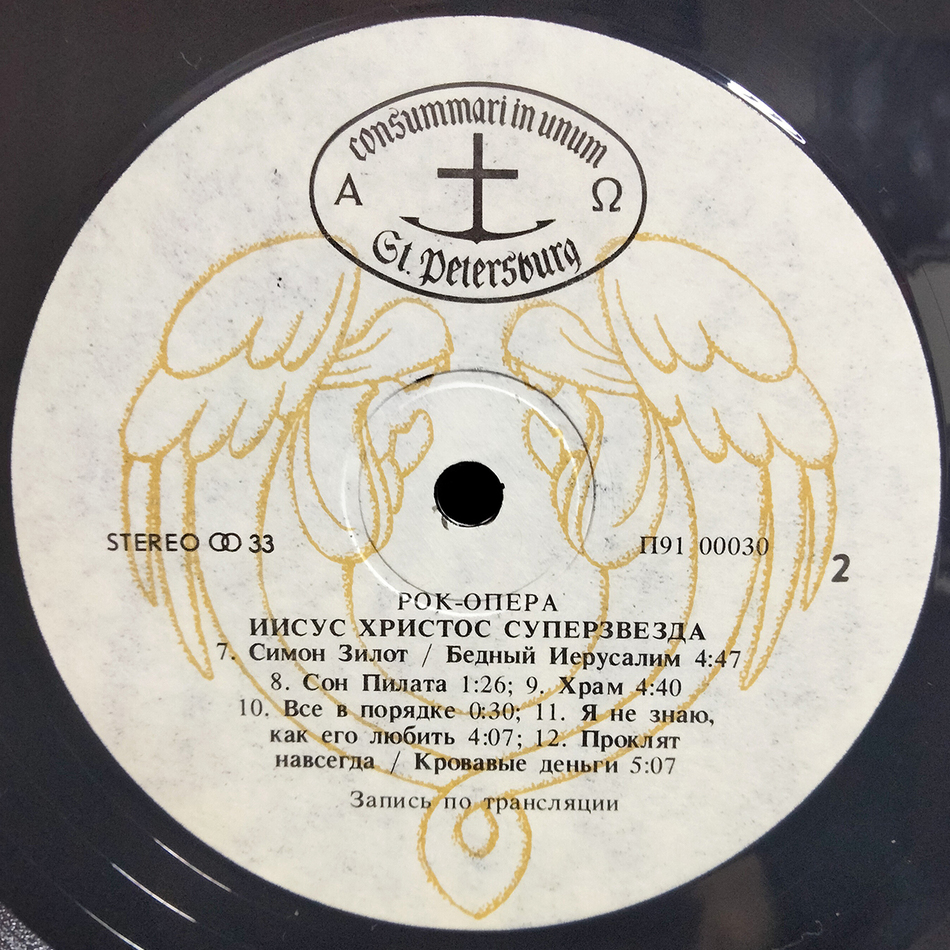 consummari in unum
Α Ω
St. Petersburg
STEREO 33
П91 00030
2
РОК-ОПЕРА
ИИСУС ХРИСТОС СУПЕРЗВЕЗДА
7. Симон Зилот / Бедный Иерусалим 4:47
8. Сон Пилата 1:26; 9. Храм 4:40
10. Все в порядке 0:30; 11. Я не знаю,
как его любить 4:07; 12. Проклят
навсегда / Кровавые деньги 5:07
Запись по трансляции